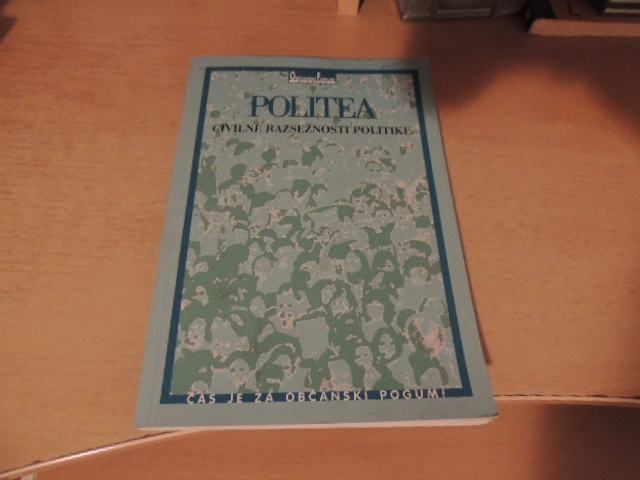 POLITEA
CIVILNE RAZSEŽNOSTI POLITIKE
ČAS JE ZA OBČANSKI POGUM!